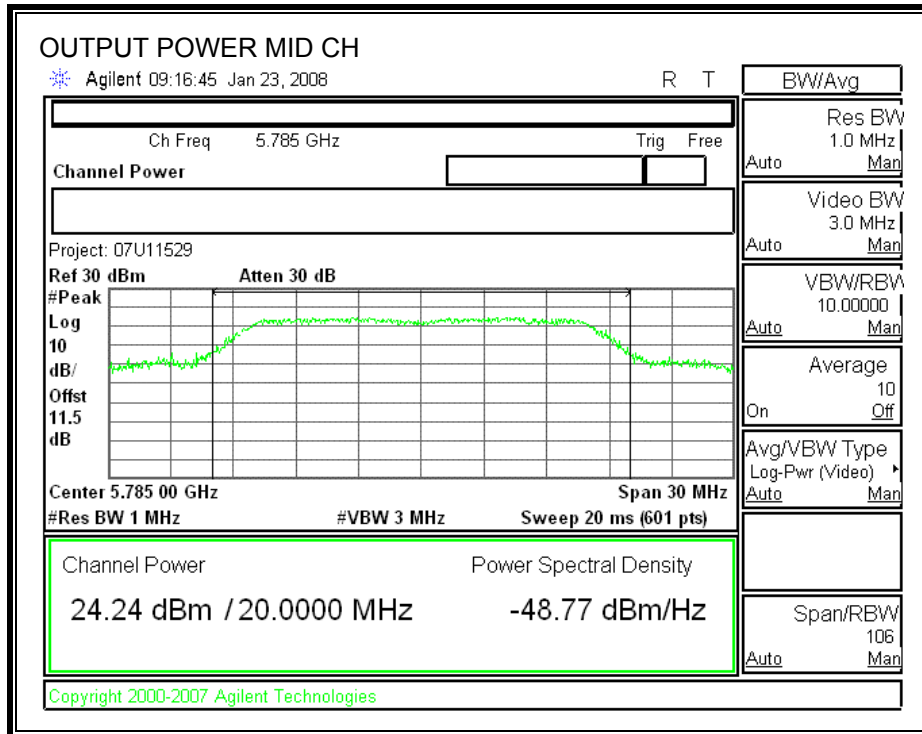 OUTPUT POWER MID CH
Agilent 09:16:45 Jan 23, 2008 R T
BW/Avg
Ch Freq 5.785 GHz Trig Free
Channel Power
Res BW
1.0 MHz
Auto Man
Video BW
3.0 MHz
Auto Man
Project: 07U11529
Ref 30 dBm Atten 30 dB
#Peak
Log
10
dB/
Offst
11.5
dB
VBW/RBW
10.00000
Auto Man
Average
10
On Off
Avg/VBW Type
Log-Pwr (Video)
Auto Man
Center 5.785 00 GHz Span 30 MHz
#Res BW 1 MHz #VBW 3 MHz Sweep 20 ms (601 pts)
Channel Power Power Spectral Density
24.24 dBm / 20.0000 MHz -48.77 dBm/Hz
Span/RBW
106
Auto Man
Copyright 2000-2007 Agilent Technologies